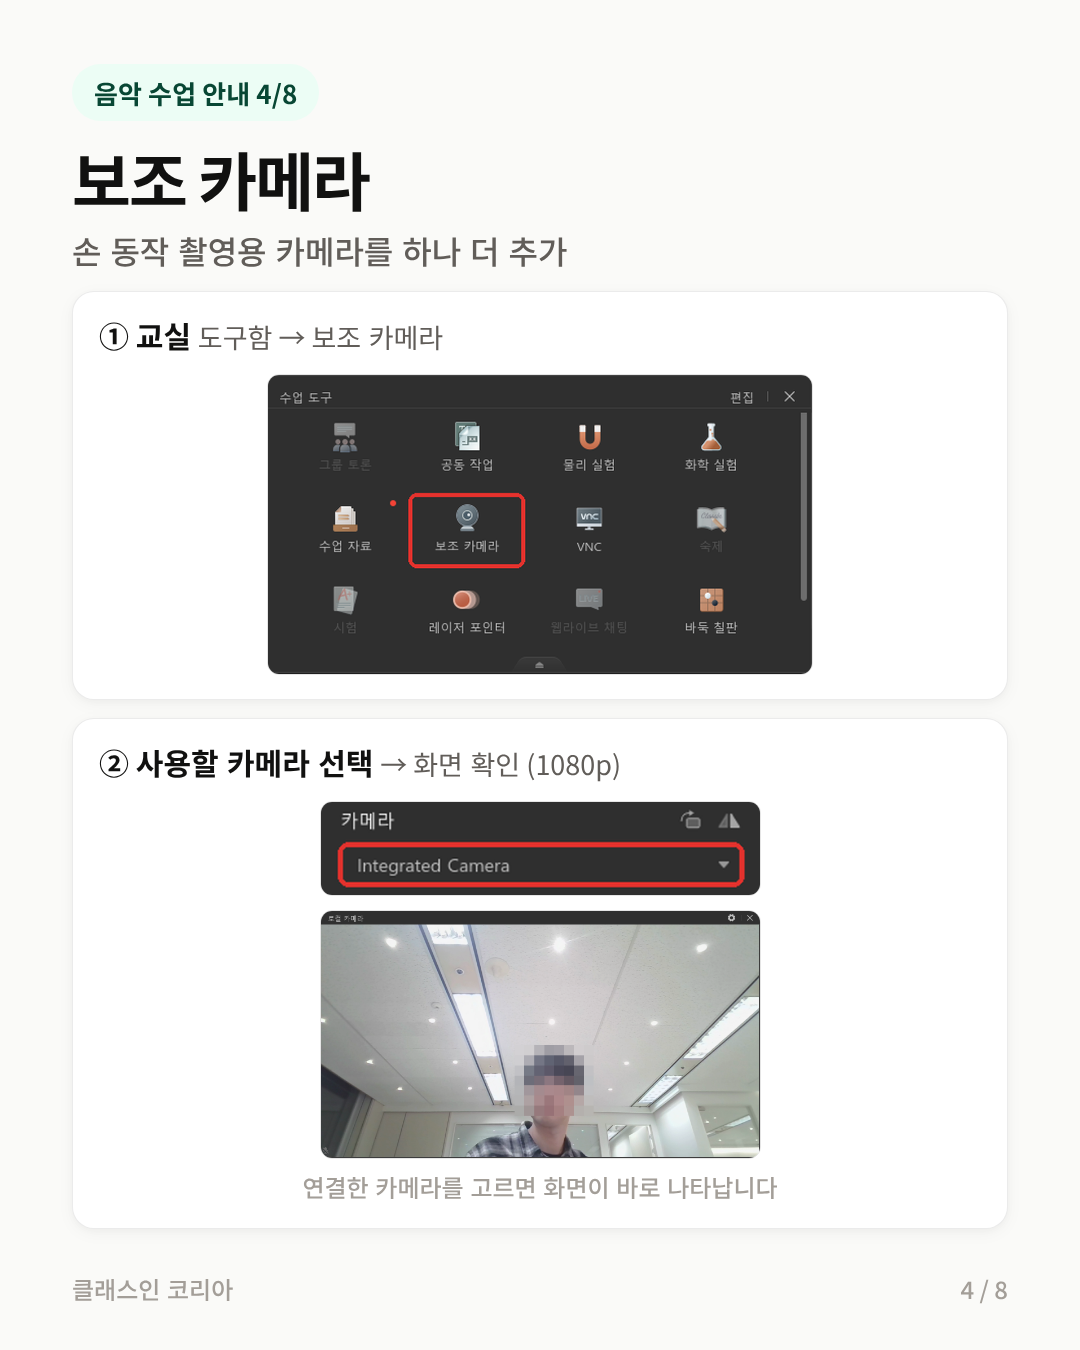 음악 수업 안내 4/8
보조 카메라
손 동작 촬영용 카메라를 하나 더 추가
① 교실 도구함 → 보조 카메라
수업 도구 편집
그룹 토론 공동 작업 물리 실험 화학 실험
수업 자료 보조 카메라 VNC 숙제
시험 레이저 포인터 웹라이브 채팅 바둑 칠판
② 사용할 카메라 선택 → 화면 확인 (1080p)
카메라
Integrated Camera
로컬 카메라
연결한 카메라를 고르면 화면이 바로 나타납니다
클래스인 코리아 4 / 8